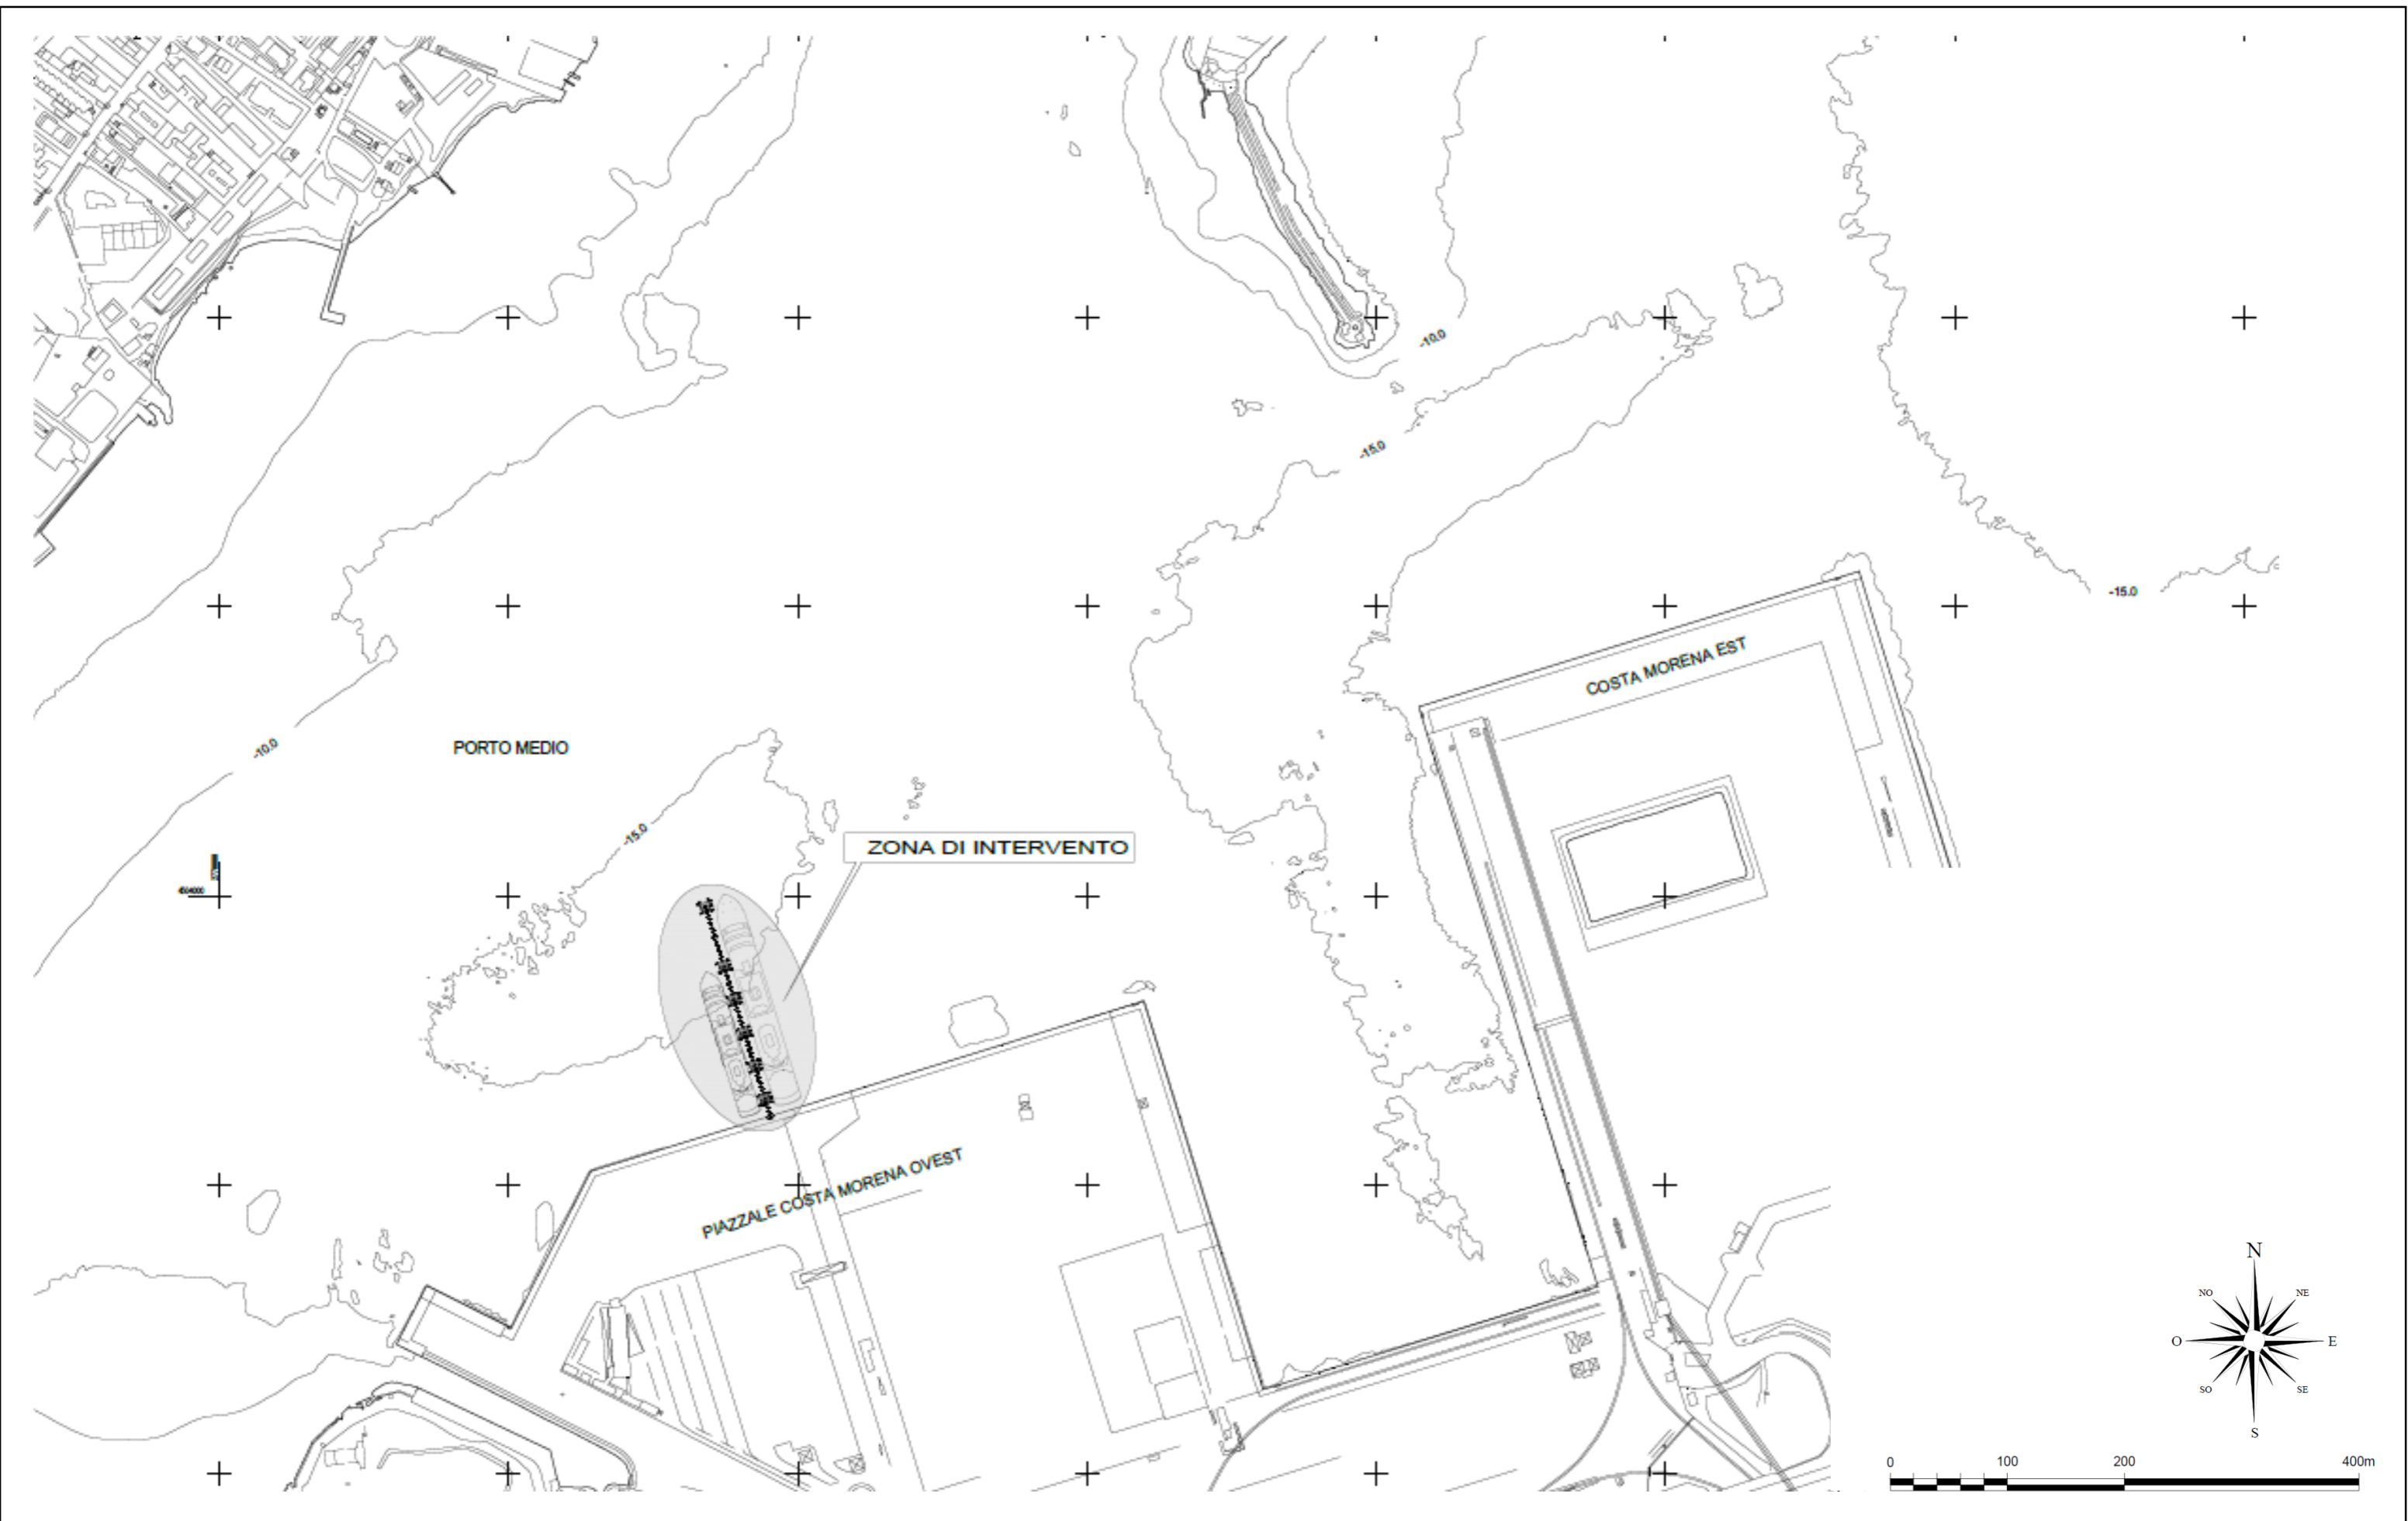 -10.0
-15.0
-15.0
COSTA MORENA EST
PORTO MEDIO
-10.0
-15.0
ZONA DI INTERVENTO
PIAZZALE COSTA MORENA OVEST
N
NO
NE
O
E
SO
SE
S
0
100
200
400m